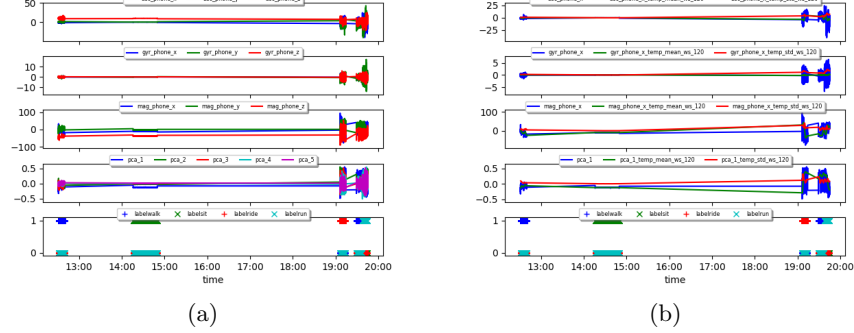 50
0
gyr_phone_x gyr_phone_y gyr_phone_z
10
0
−10
mag_phone_x mag_phone_y mag_phone_z
100
0
−100
pca_1 pca_2 pca_3 pca_4 pca_5
0.5
0.0
−0.5
labelwalk labelsit labelride labelrun
1
0
13:00 14:00 15:00 16:00 17:00 18:00 19:00 20:00
time
(a)
25
0
−25
gyr_phone_x gyr_phone_x_temp_mean_ws_120 gyr_phone_x_temp_std_ws_120
5
0
−5
mag_phone_x mag_phone_x_temp_mean_ws_120 mag_phone_x_temp_std_ws_120
100
0
pca_1 pca_1_temp_mean_ws_120 pca_1_temp_std_ws_120
0.5
0.0
−0.5
labelwalk labelsit labelride labelrun
1
0
13:00 14:00 15:00 16:00 17:00 18:00 19:00 20:00
time
(b)